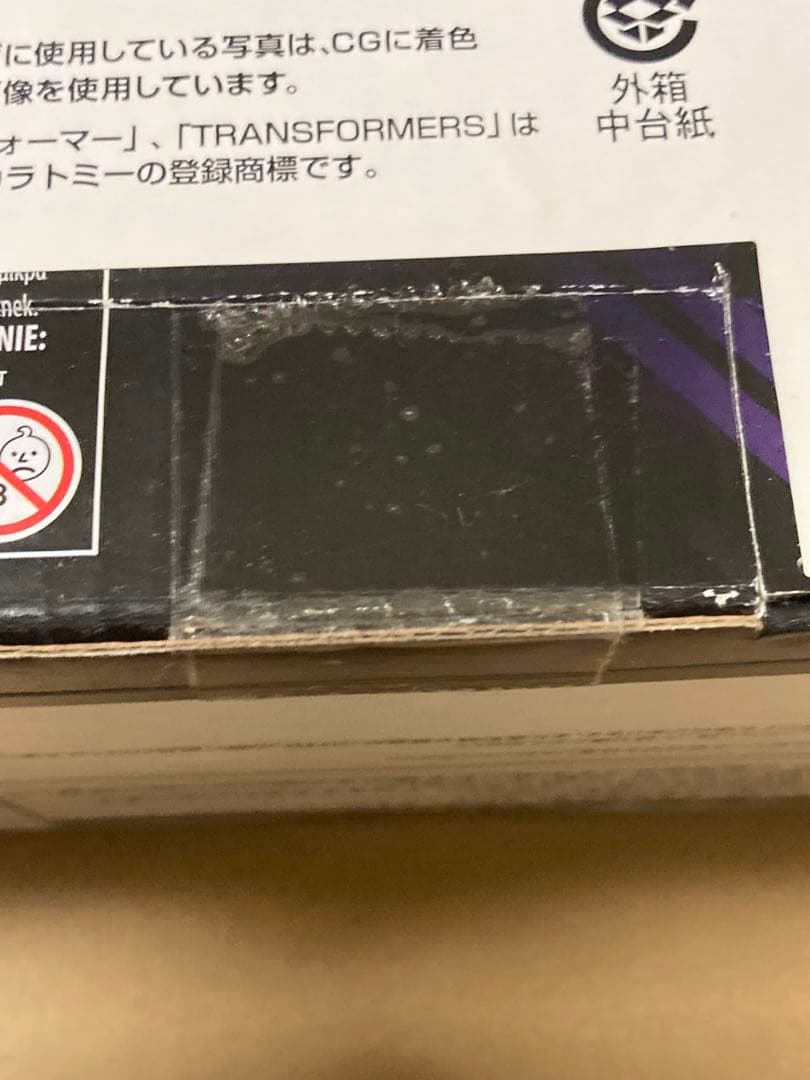 に使用している写真は、CGに着色
像を使用しています。
ォーマー」、「TRANSFORMERS」は
ラトミーの登録商標です。
外箱
中台紙
nek.
NIE:
3